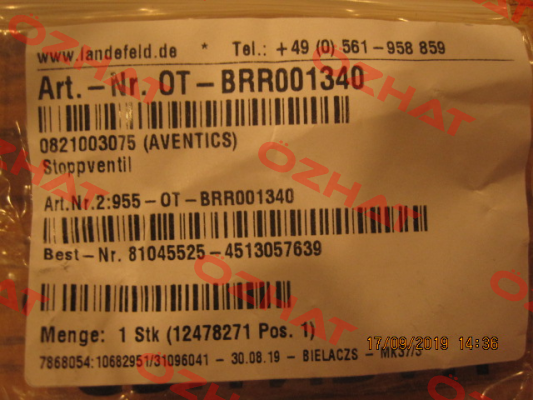 www.landefeld.de * Tel.: +49 (0) 561-958 859
Art.-Nr. OT-BRR001340
0821003075 (AVENTICS)
Stoppventil
Art.Nr.2:955-OT-BRR001340
Best-Nr. 81045525-4513057639
Menge: 1 Stk (12478271 Pos. 1)
17/09/2019 14:36
7868054:10682951/31096041 - 30.08.19 - BIELACZS - MK37/5
OZHAT
OZHAT
OZHAT
OZHAT
OZHAT
OZHAT
OZHAT